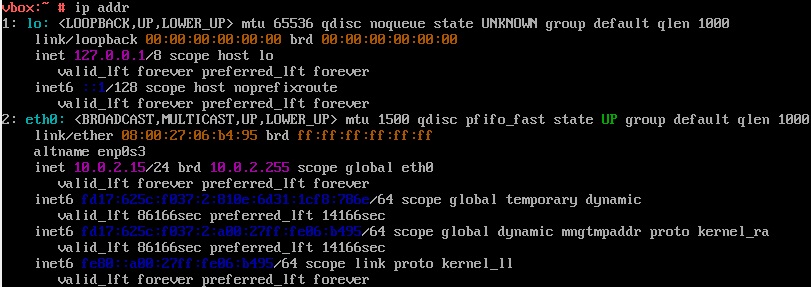 vbox:~ # ip addr
1: lo: <LOOPBACK,UP,LOWER_UP> mtu 65536 qdisc noqueue state UNKNOWN group default qlen 1000
link/loopback 00:00:00:00:00:00 brd 00:00:00:00:00:00
inet 127.0.0.1/8 scope host lo
valid_lft forever preferred_lft forever
inet6 ::1/128 scope host noprefixroute
valid_lft forever preferred_lft forever
2: eth0: <BROADCAST,MULTICAST,UP,LOWER_UP> mtu 1500 qdisc pfifo_fast state UP group default qlen 1000
link/ether 08:00:27:06:b4:95 brd ff:ff:ff:ff:ff:ff
altname enp0s3
inet 10.0.2.15/24 brd 10.0.2.255 scope global eth0
valid_lft forever preferred_lft forever
inet6 fd17:625c:f037:2:810e:6d31:1cf8:786e/64 scope global temporary dynamic
valid_lft 86166sec preferred_lft 14166sec
inet6 fd17:625c:f037:2:a00:27ff:fe06:b495/64 scope global dynamic mngtmpaddr proto kernel_ra
valid_lft 86166sec preferred_lft 14166sec
inet6 fe80::a00:27ff:fe06:b495/64 scope link proto kernel_ll
valid_lft forever preferred_lft forever